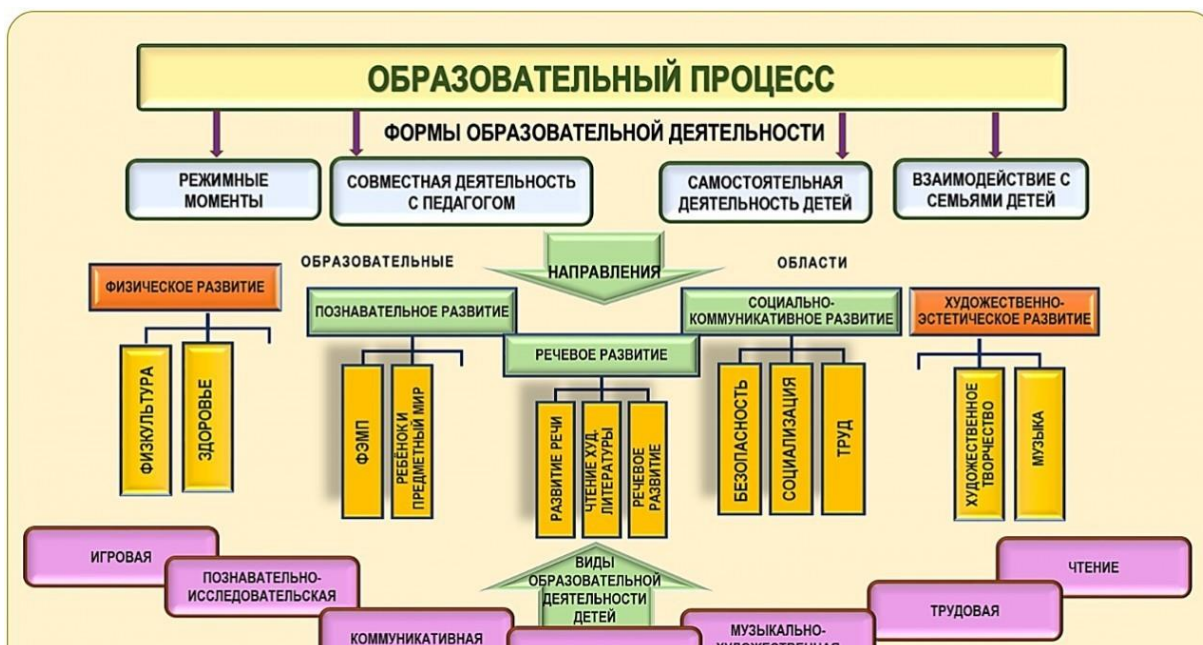 ОБРАЗОВАТЕЛЬНЫЙ ПРОЦЕСС
ФОРМЫ ОБРАЗОВАТЕЛЬНОЙ ДЕЯТЕЛЬНОСТИ
РЕЖИМНЫЕ
МОМЕНТЫ
СОВМЕСТНАЯ ДЕЯТЕЛЬНОСТЬ
С ПЕДАГОГОМ
САМОСТОЯТЕЛЬНАЯ
ДЕЯТЕЛЬНОСТЬ ДЕТЕЙ
ВЗАИМОДЕЙСТВИЕ С
СЕМЬЯМИ ДЕТЕЙ
ОБРАЗОВАТЕЛЬНЫЕ
НАПРАВЛЕНИЯ
ОБЛАСТИ
ФИЗИЧЕСКОЕ РАЗВИТИЕ
ФИЗКУЛЬТУРА
ЗДОРОВЬЕ
ПОЗНАВАТЕЛЬНОЕ РАЗВИТИЕ
ФЭМП
РЕБЁНОК И
ПРЕДМЕТНЫЙ МИР
РЕЧЕВОЕ РАЗВИТИЕ
РАЗВИТИЕ РЕЧИ
ЧТЕНИЕ ХУД.
ЛИТЕРАТУРЫ
РЕЧЕВОЕ
РАЗВИТИЕ
СОЦИАЛЬНО-
КОММУНИКАТИВНОЕ РАЗВИТИЕ
БЕЗОПАСНОСТЬ
СОЦИАЛИЗАЦИЯ
ТРУД
ХУДОЖЕСТВЕННО-
ЭСТЕТИЧЕСКОЕ РАЗВИТИЕ
ХУДОЖЕСТВЕННОЕ
ТВОРЧЕСТВО
МУЗЫКА
ВИДЫ
ОБРАЗОВАТЕЛЬНОЙ
ДЕЯТЕЛЬНОСТИ
ДЕТЕЙ
ИГРОВАЯ
ПОЗНАВАТЕЛЬНО-
ИССЛЕДОВАТЕЛЬСКАЯ
КОММУНИКАТИВНАЯ
МУЗЫКАЛЬНО-
ТРУДОВАЯ
ЧТЕНИЕ